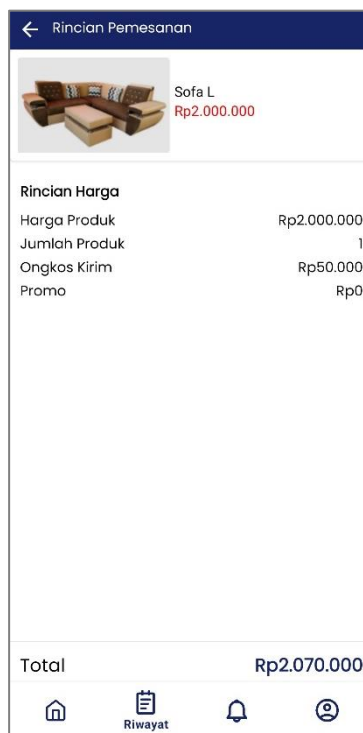 Rincian Pemesanan
Sofa L
Rp2.000.000
Rincian Harga
Harga Produk Rp2.000.000
Jumlah Produk 1
Ongkos Kirim Rp50.000
Promo Rp0
Total Rp2.070.000
Riwayat